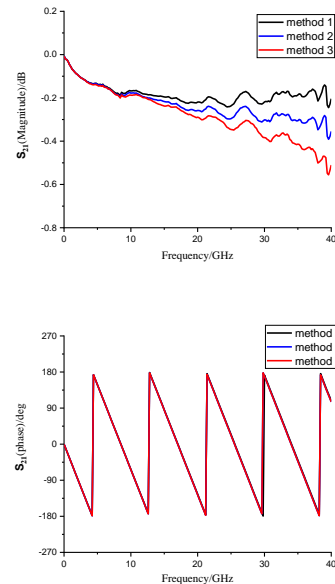 0.2
method 1
method 2
method 3
0.0
-0.2
-0.4
-0.6
-0.8
S21(Magnitude)/dB
0 10 20 30 40
Frequency/GHz
270
method
method
method
180
90
0
-90
-180
-270
S21(phase)/deg
0 10 20 30 40
Frequency/GHz